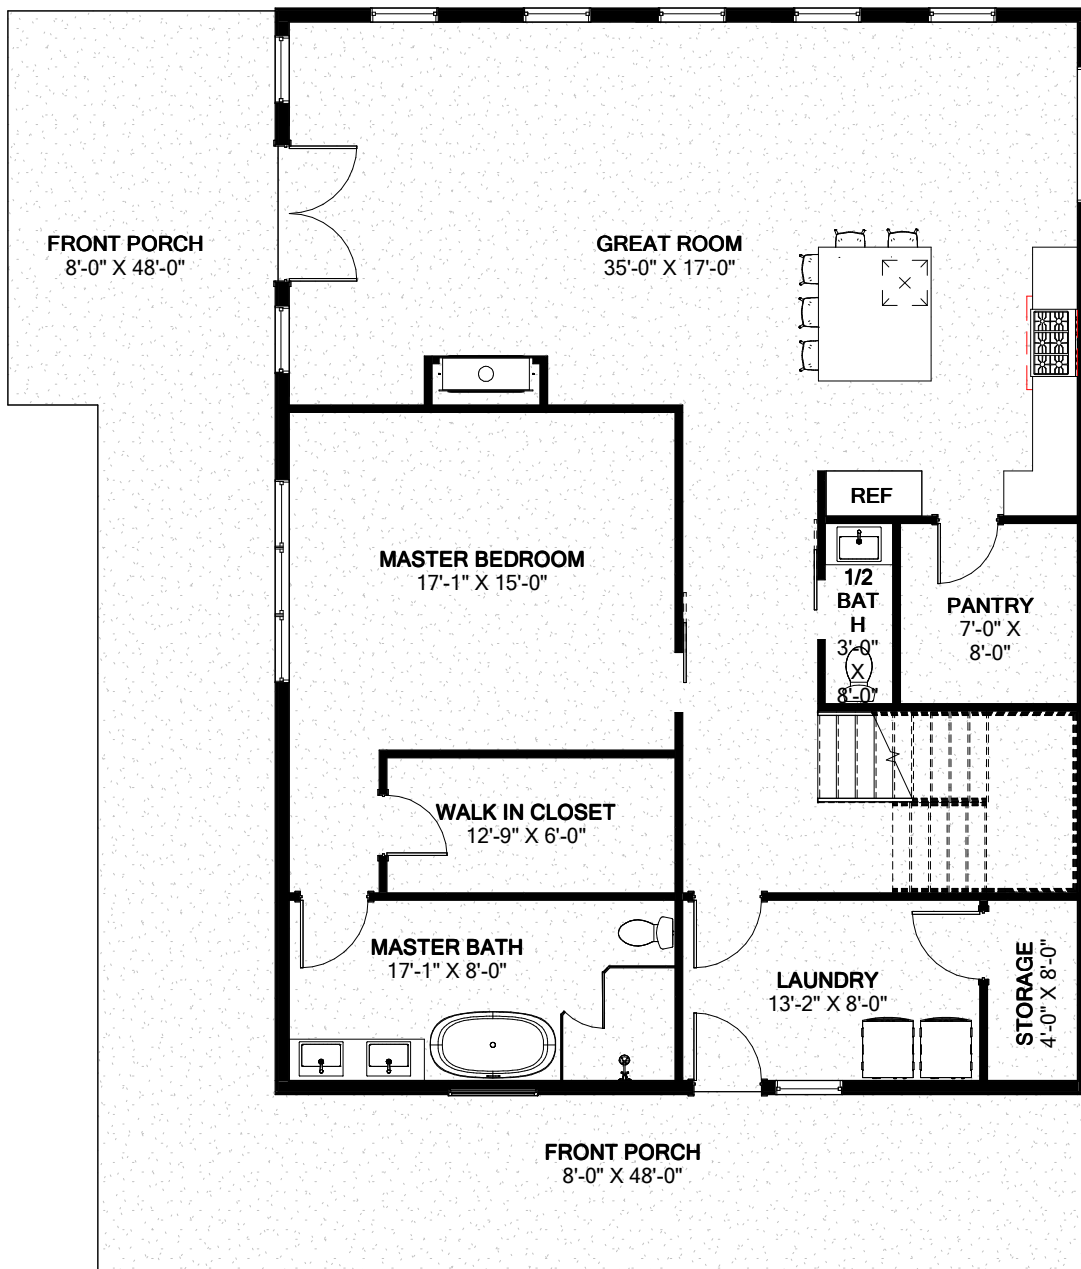 FRONT PORCH
8'-0" X 48'-0"
GREAT ROOM
35'-0" X 17'-0"
REF
MASTER BEDROOM
17'-1" X 15'-0"
1/2
BAT
H
3'-0"
X
8'-0"
PANTRY
7'-0" X
8'-0"
WALK IN CLOSET
12'-9" X 6'-0"
MASTER BATH
17'-1" X 8'-0"
LAUNDRY
13'-2" X 8'-0"
STORAGE
4'-0" X 8'-0"
FRONT PORCH
8'-0" X 48'-0"